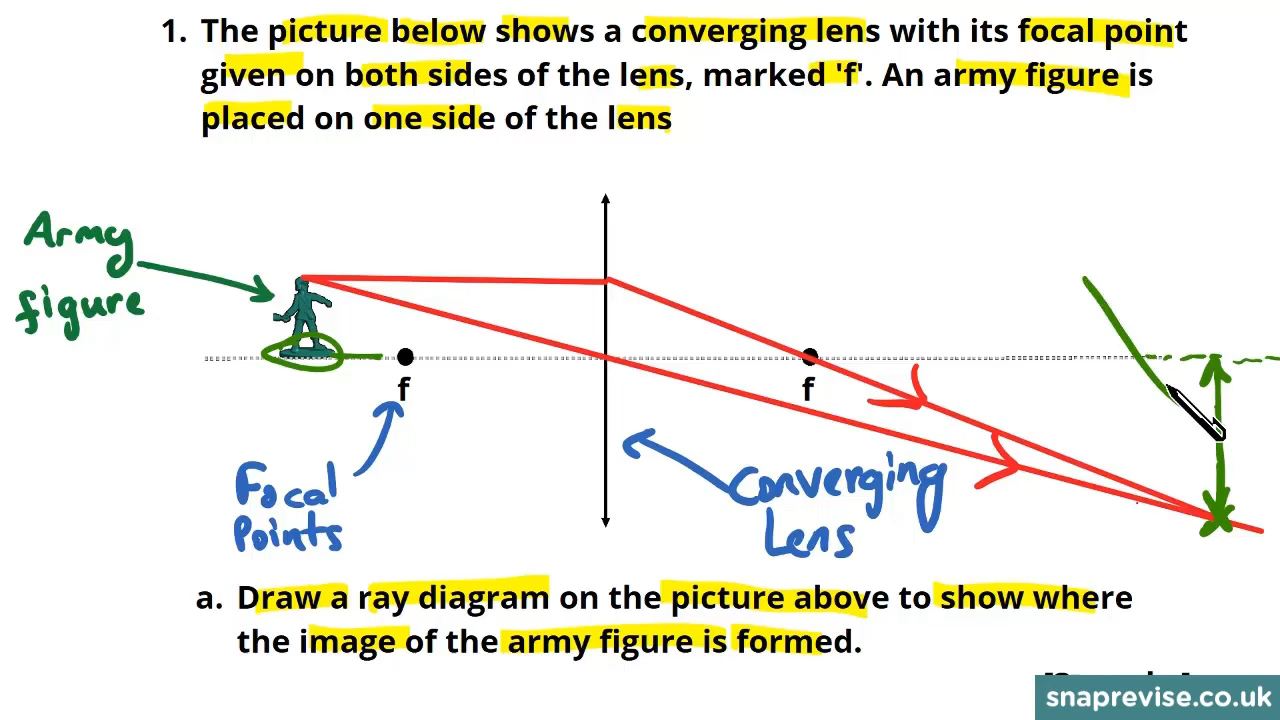 1. The picture below shows a converging lens with its focal point
given on both sides of the lens, marked 'f'. An army figure is
placed on one side of the lens
Army
figure
f
f
Focal
Points
Converging
Lens
a. Draw a ray diagram on the picture above to show where
the image of the army figure is formed.
snaprevise.co.uk